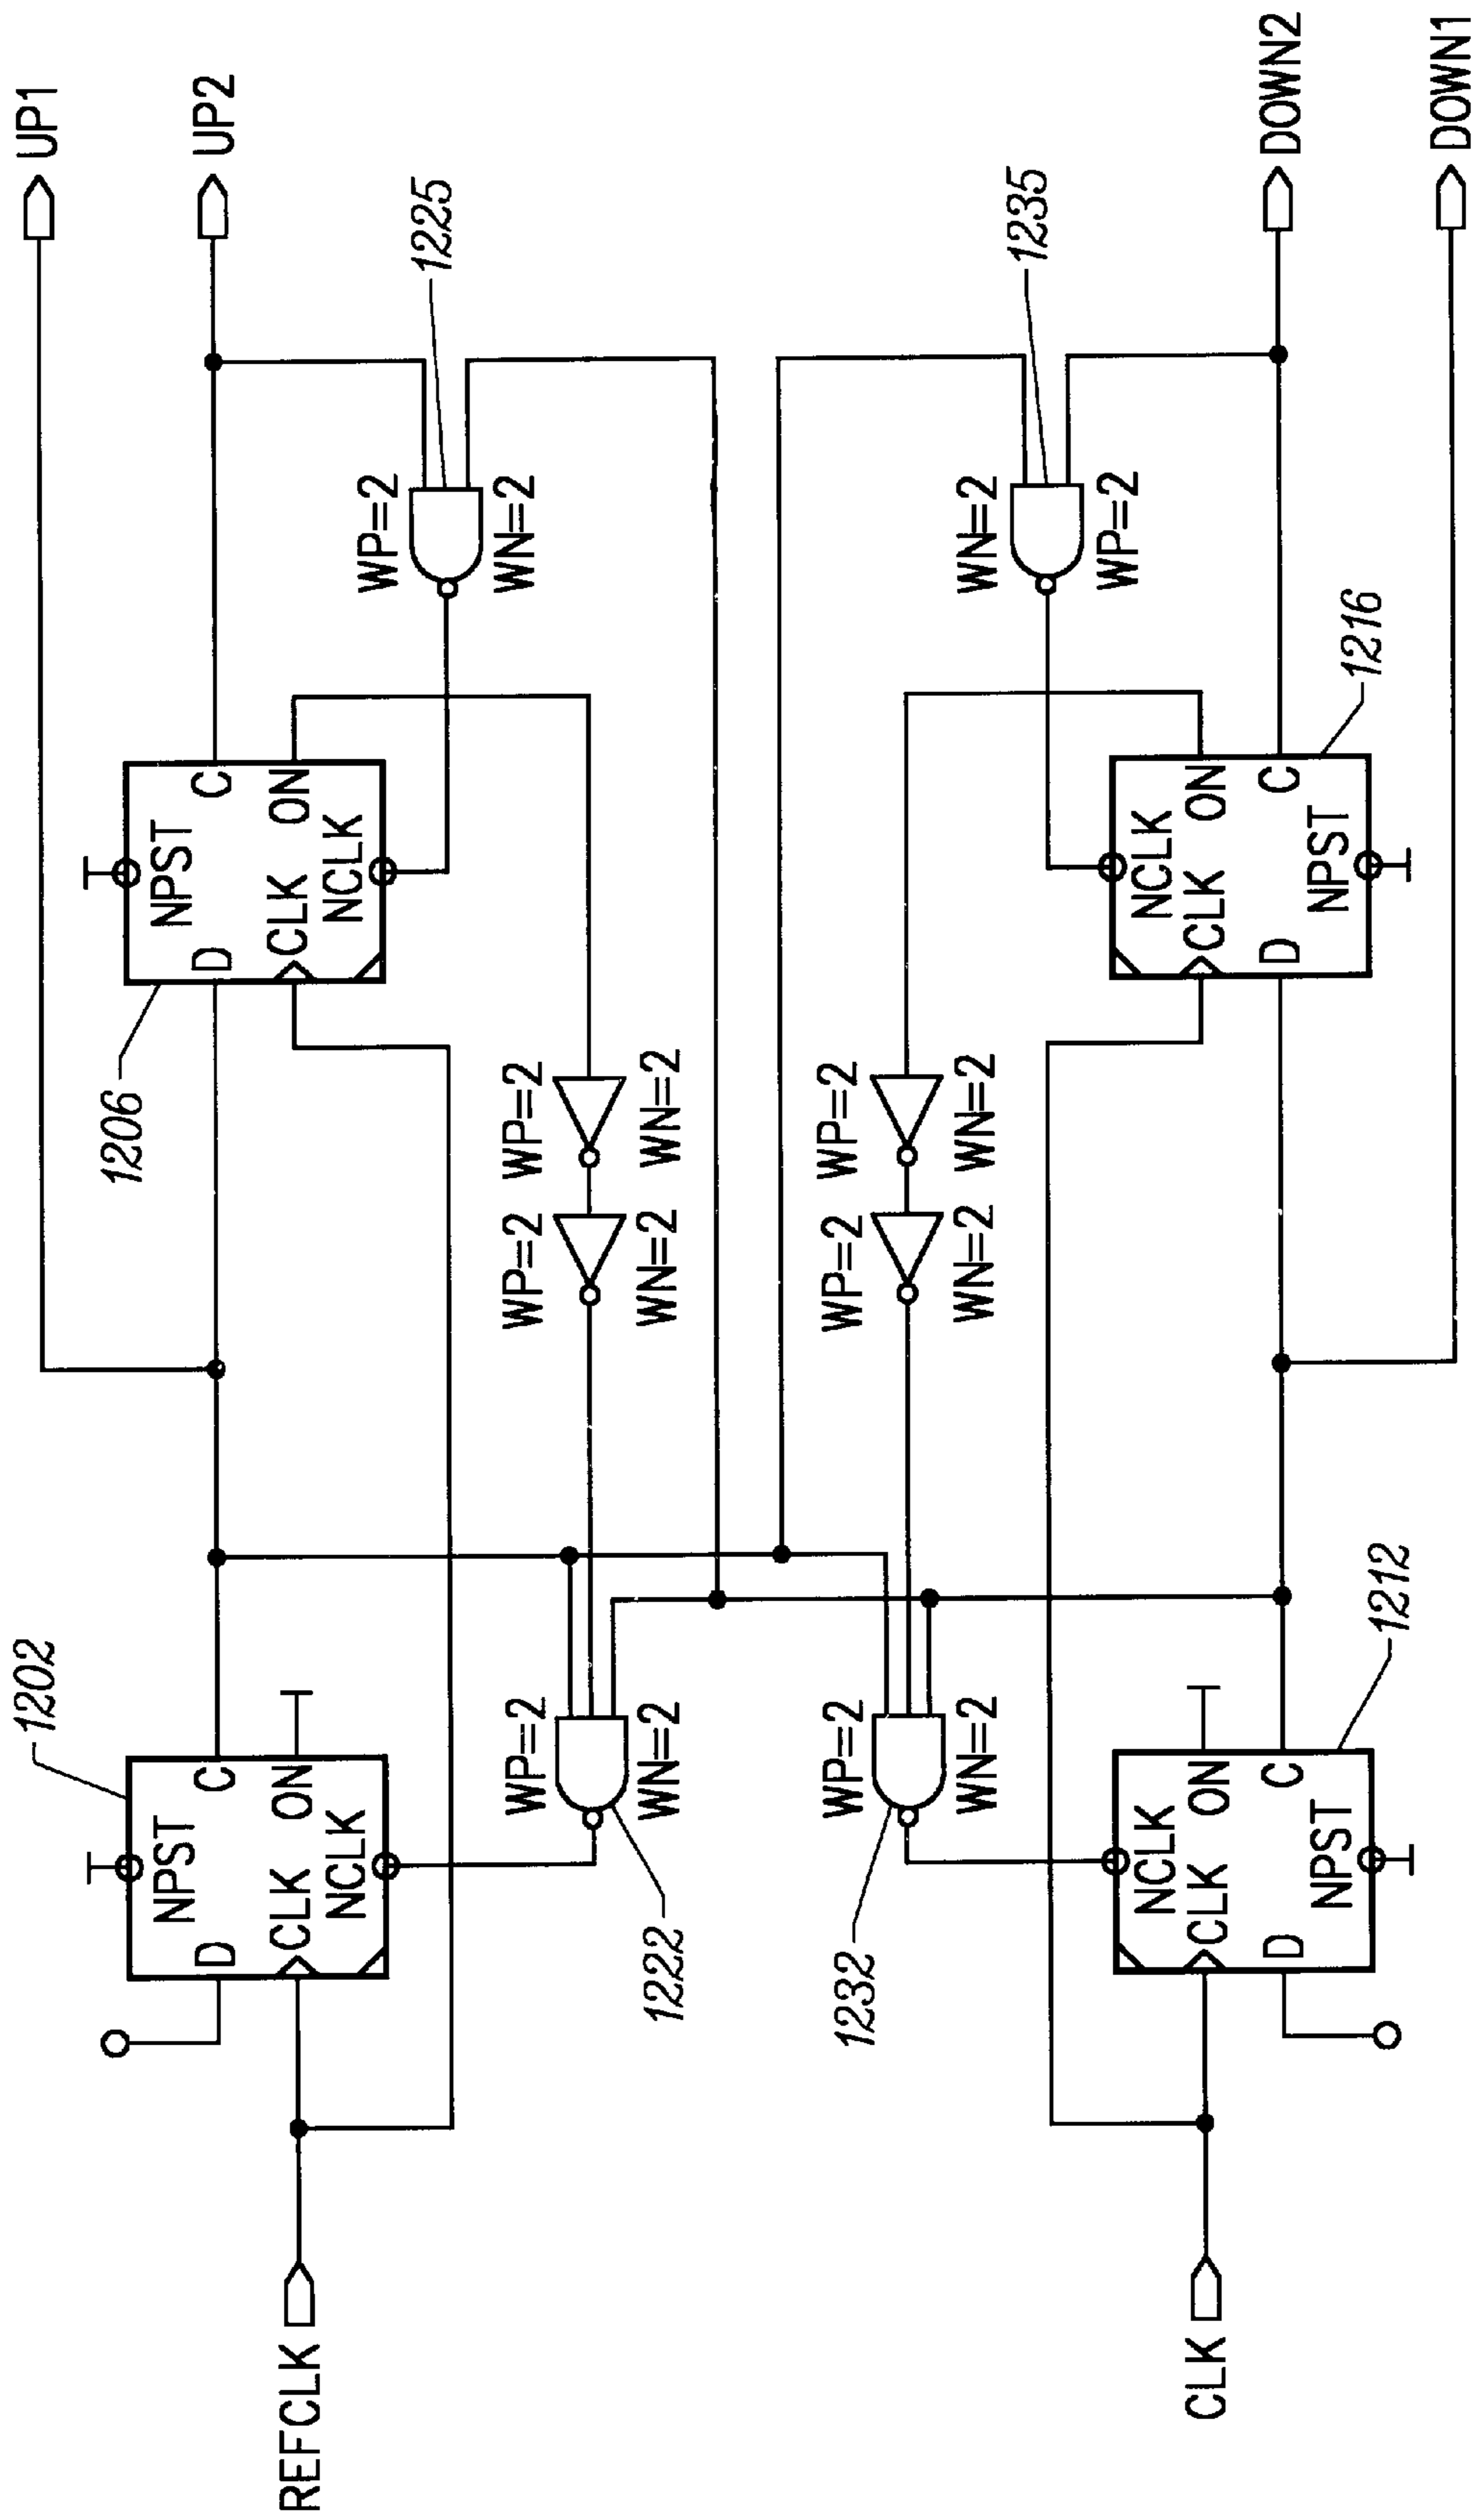 UP1
UP2
1206
NPST
D
C
CLK
ON
NCLK
WP=2
1225
WN=2
1202
NPST
D
C
CLK
ON
NCLK
WP=2
WP=2
WN=2
WN=2
WP=2
1222
WN=2
REFCLK
WP=2
WP=2
WN=2
WN=2
WP=2
1232
WN=2
WN=2
1235
WP=2
NCLK
CLK
ON
D
C
NPST
1216
NCLK
CLK
ON
D
C
NPST
1212
CLK
DOWN2
DOWN1